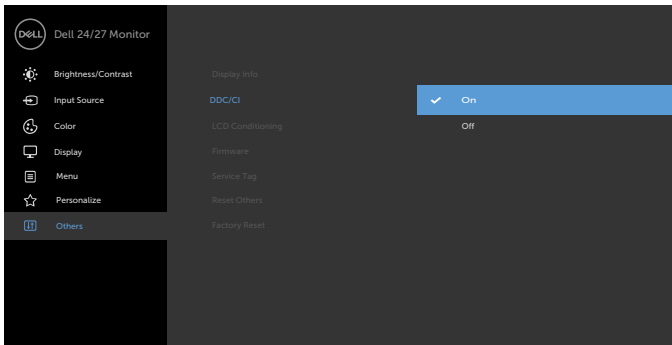 DELL
Dell 24/27 Monitor
Brightness/Contrast
Input Source
Color
Display
Menu
Personalize
Others
Display Info
DDC/CI
LCD Conditioning
Firmware
Service Tag
Reset Others
Factory Reset
On
Off